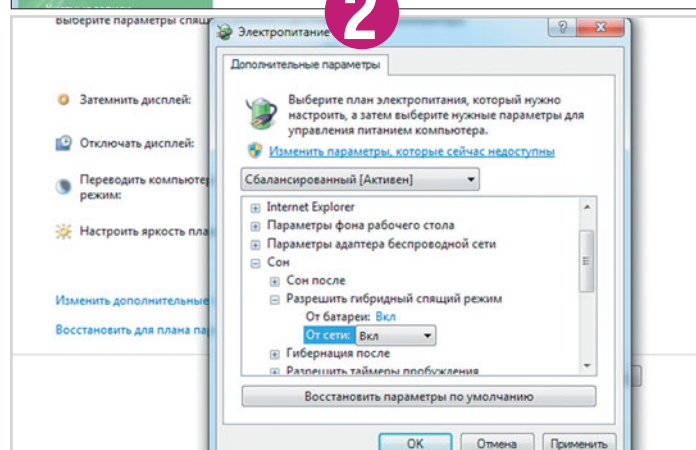 2
Выберите параметры спящ
Электропитание
Дополнительные параметры
Выберите план электропитания, который нужно
настроить, а затем выберите нужные параметры для
управления питанием компьютера.
Изменить параметры, которые сейчас недоступны
Сбалансированный [Активен]
Internet Explorer
Параметры фона рабочего стола
Параметры адаптера беспроводной сети
Сон
Сон после
Разрешить гибридный спящий режим
От батареи: Вкл
От сети: Вкл
Гибернация после
Разрешить таймеры пробуждения
Восстановить параметры по умолчанию
OK
Отмена
Применить
Затемнить дисплей:
Отключать дисплей:
Переводить компьютер
режим:
Настроить яркость пла
Изменить дополнительные
Восстановить для плана па